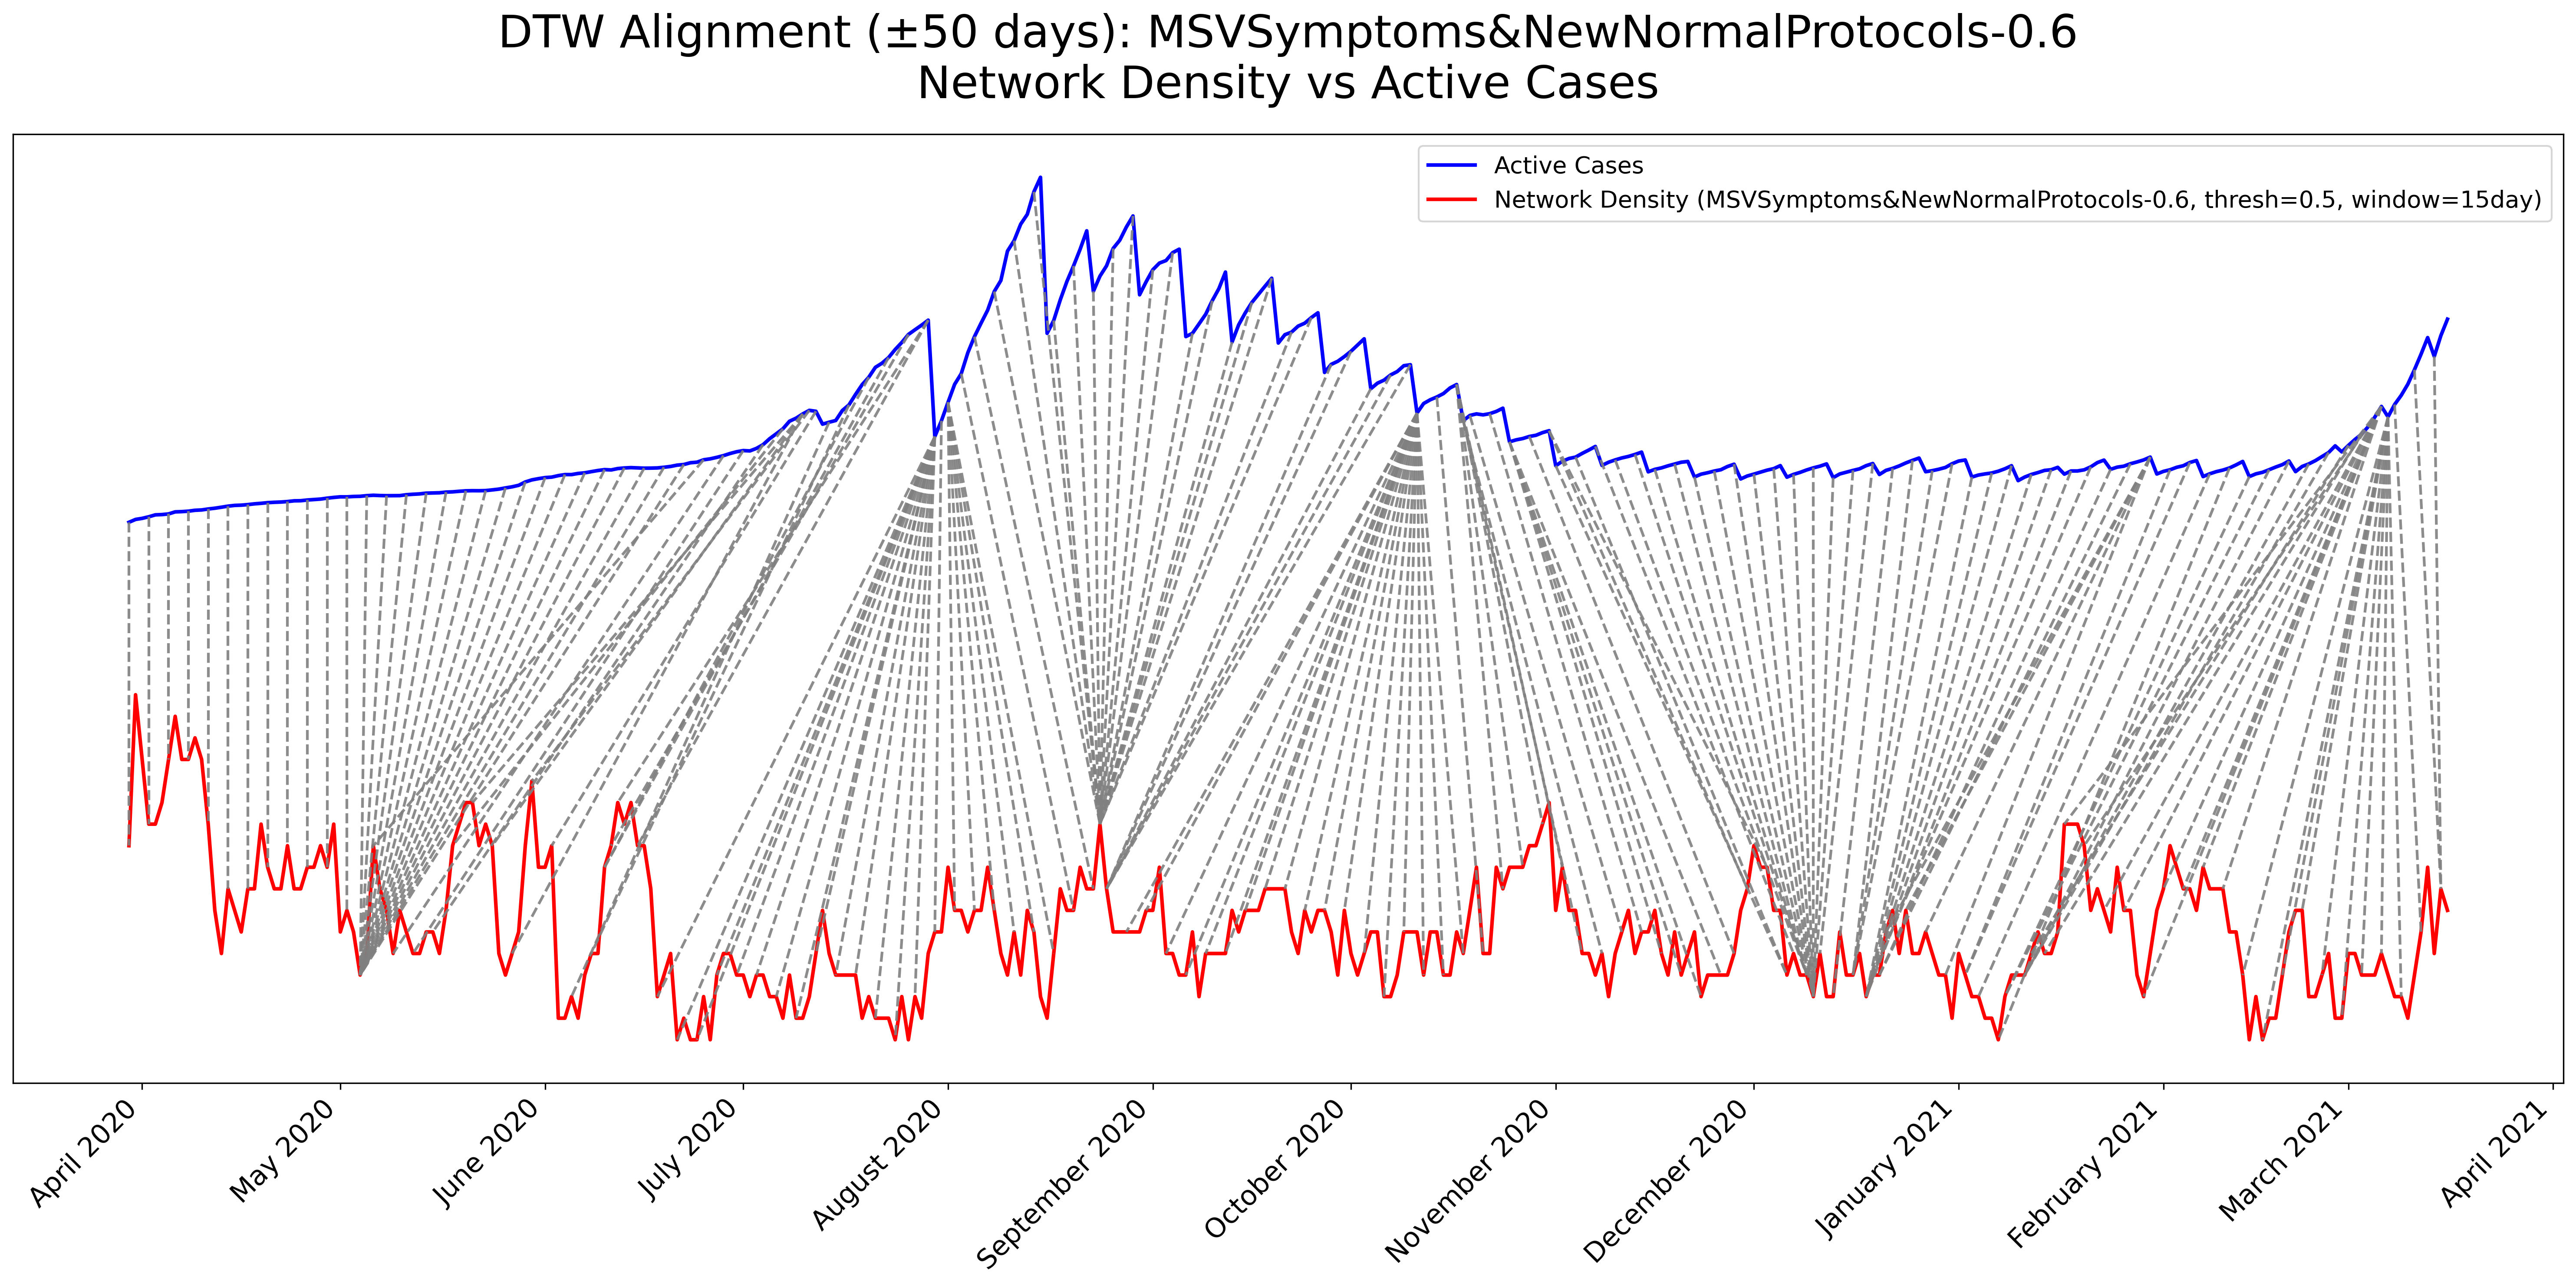 DTW Alignment (±50 days): MSVSymptoms&NewNormalProtocols-0.6
Network Density vs Active Cases
Active Cases
Network Density (MSVSymptoms&NewNormalProtocols-0.6, thresh=0.5, window=15day)
April 2020
May 2020
June 2020
July 2020
August 2020
September 2020
October 2020
November 2020
December 2020
January 2021
February 2021
March 2021
April 2021